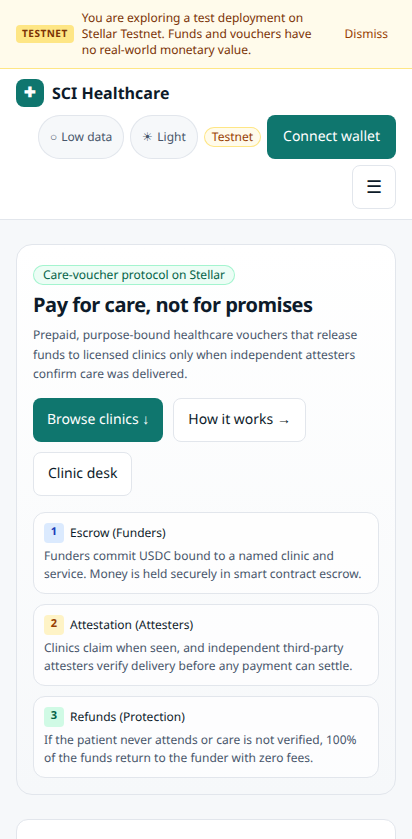 TESTNET
You are exploring a test deployment on
Stellar Testnet. Funds and vouchers have
no real-world monetary value.
Dismiss
SCI Healthcare
○ Low data
☀ Light
Testnet
Connect wallet
☰
Care-voucher protocol on Stellar
Pay for care, not for promises
Prepaid, purpose-bound healthcare vouchers that release
funds to licensed clinics only when independent attesters
confirm care was delivered.
Browse clinics ↓
How it works →
Clinic desk
1 Escrow (Funders)
Funders commit USDC bound to a named clinic and
service. Money is held securely in smart contract escrow.
2 Attestation (Attesters)
Clinics claim when seen, and independent third-party
attesters verify delivery before any payment can settle.
3 Refunds (Protection)
If the patient never attends or care is not verified, 100%
of the funds return to the funder with zero fees.